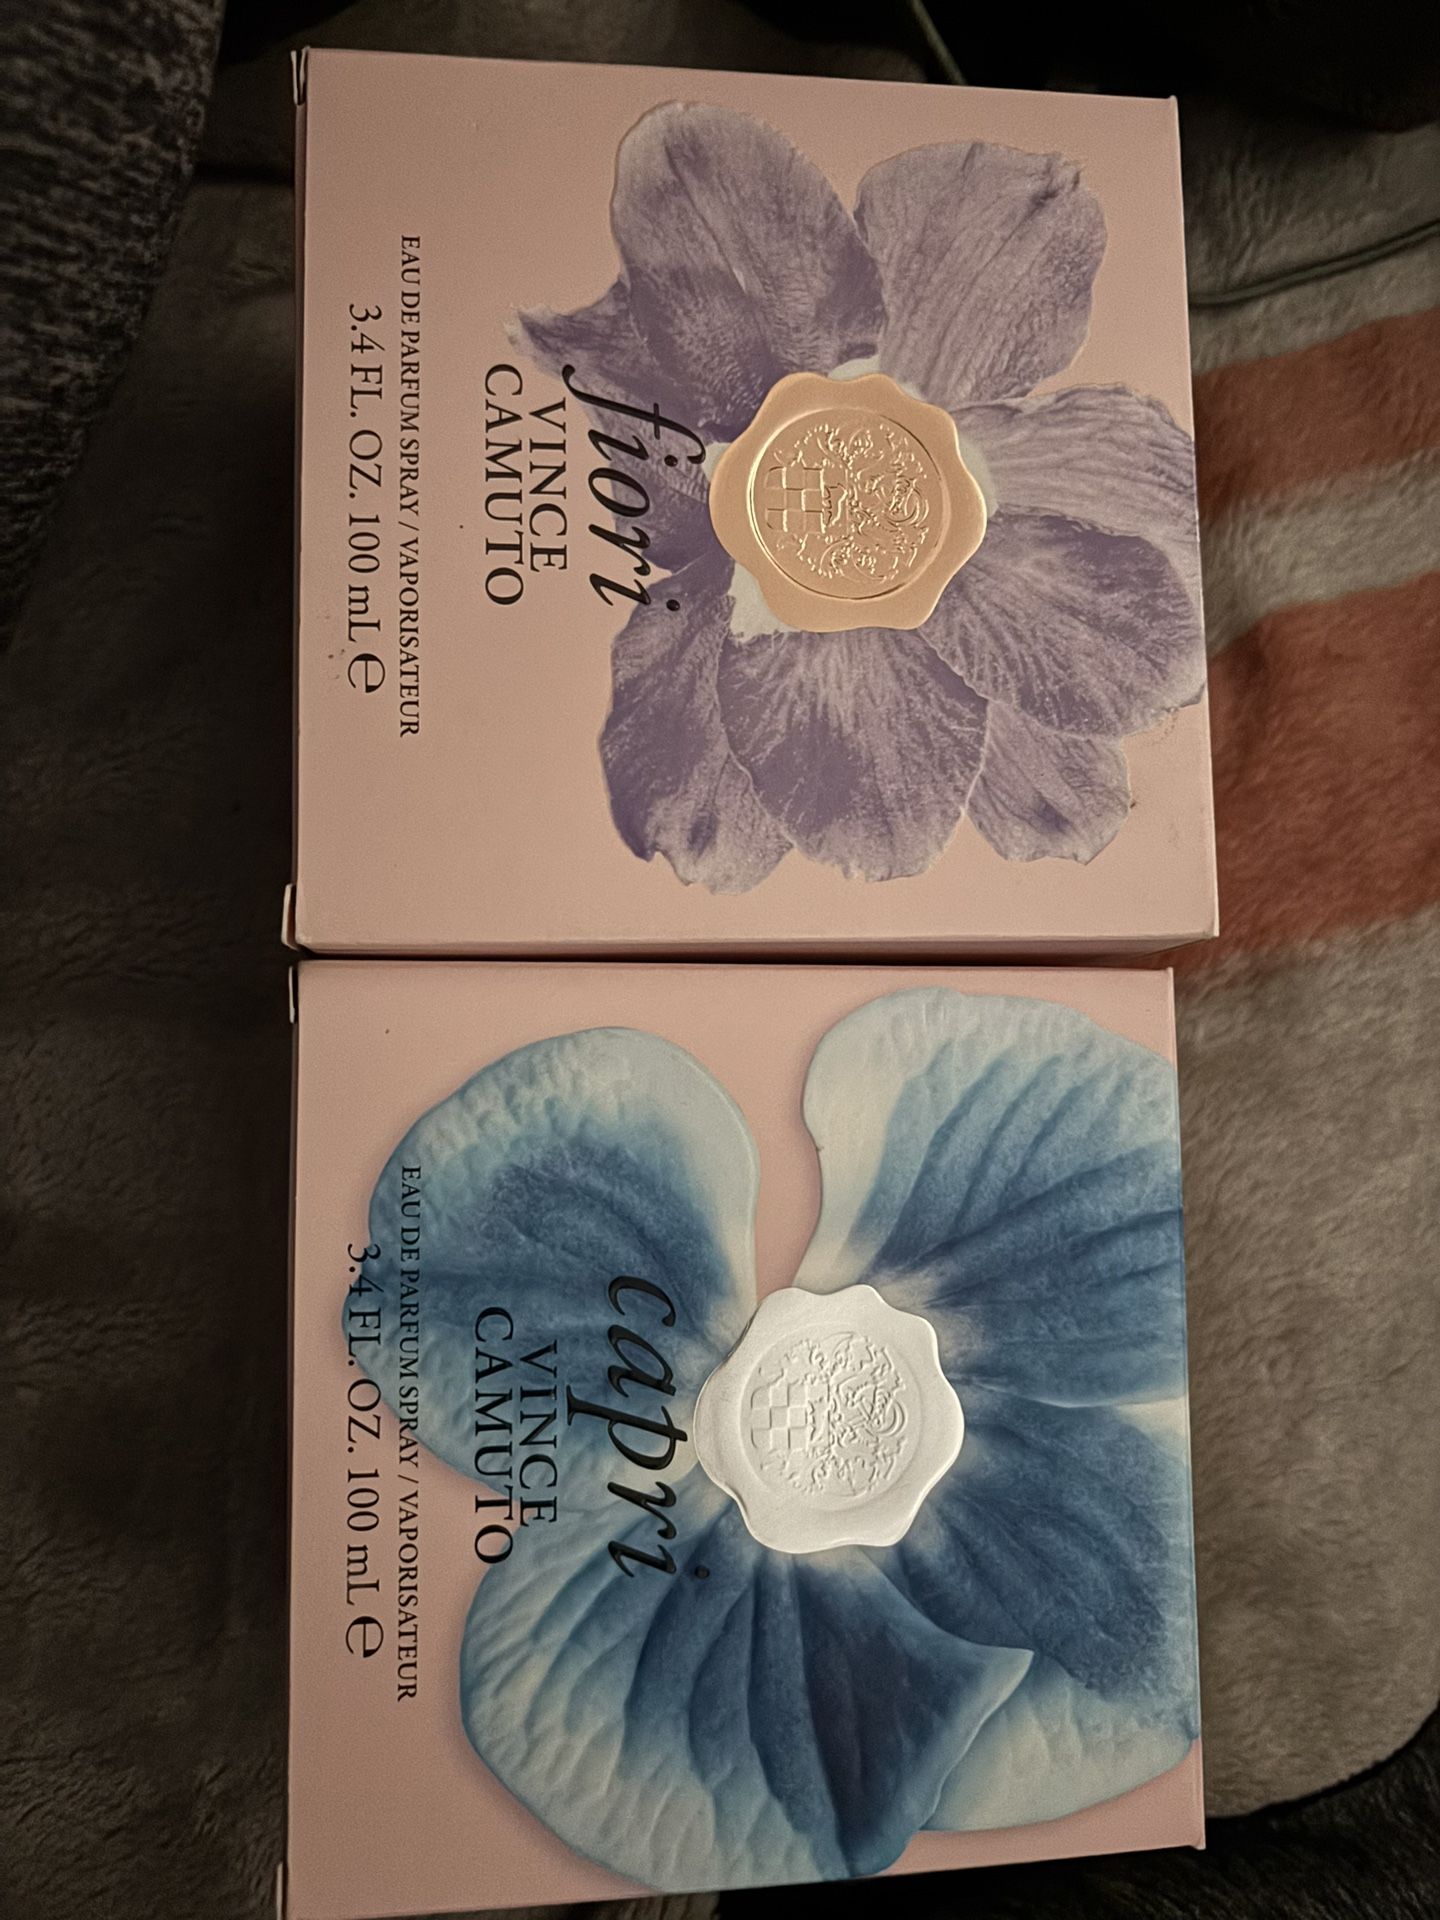 fiori
VINCE
CAMUTO
EAU DE PARFUM SPRAY / VAPORISATEUR
3.4 FL. OZ. 100 mL ℮
capri
VINCE
CAMUTO
EAU DE PARFUM SPRAY / VAPORISATEUR
3.4 FL. OZ. 100 mL ℮